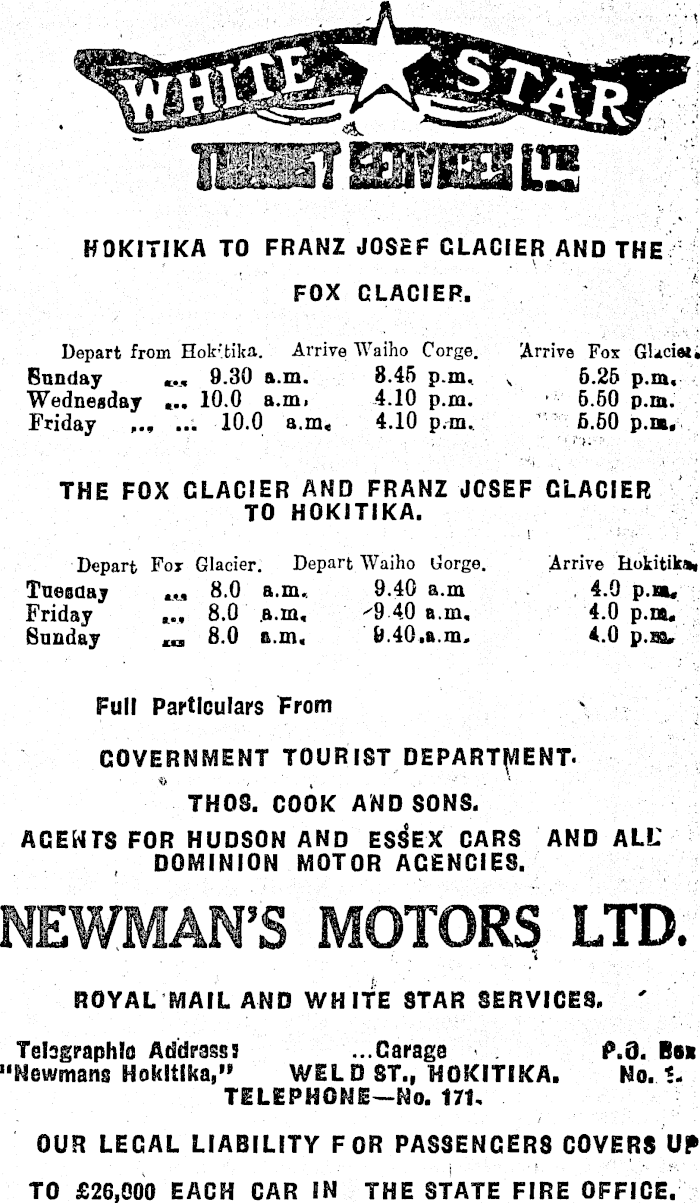 WHITE STAR
HOKITIKA TO FRANZ JOSEF GLACIER AND THE
FOX GLACIER.
Depart from Hokitika. Arrive Waiho Gorge. Arrive Fox Glacier.
Sunday ... 9.30 a.m. 3.45 p.m. 5.25 p.m.
Wednesday ... 10.0 a.m. 4.10 p.m. 5.50 p.m.
Friday ... ... 10.0 a.m. 4.10 p.m. 5.50 p.m.
THE FOX GLACIER AND FRANZ JOSEF GLACIER
TO HOKITIKA.
Depart Fox Glacier. Depart Waiho Gorge. Arrive Hokitika.
Tuesday ... 8.0 a.m. 9.40 a.m 4.0 p.m.
Friday ... 8.0 a.m. 9.40 a.m. 4.0 p.m.
Sunday ... 8.0 a.m. 9.40.a.m. 4.0 p.m.
Full Particulars From
GOVERNMENT TOURIST DEPARTMENT.
THOS. COOK AND SONS.
AGENTS FOR HUDSON AND ESSEX CARS AND ALL
DOMINION MOTOR AGENCIES.
NEWMAN'S MOTORS LTD.
ROYAL MAIL AND WHITE STAR SERVICES.
Telegraphic Address: ...Garage P.O. Box
"Newmans Hokitika," WELD ST., HOKITIKA. No.
TELEPHONE—No. 171.
OUR LEGAL LIABILITY FOR PASSENGERS COVERS UP
TO £26,000 EACH CAR IN THE STATE FIRE OFFICE.